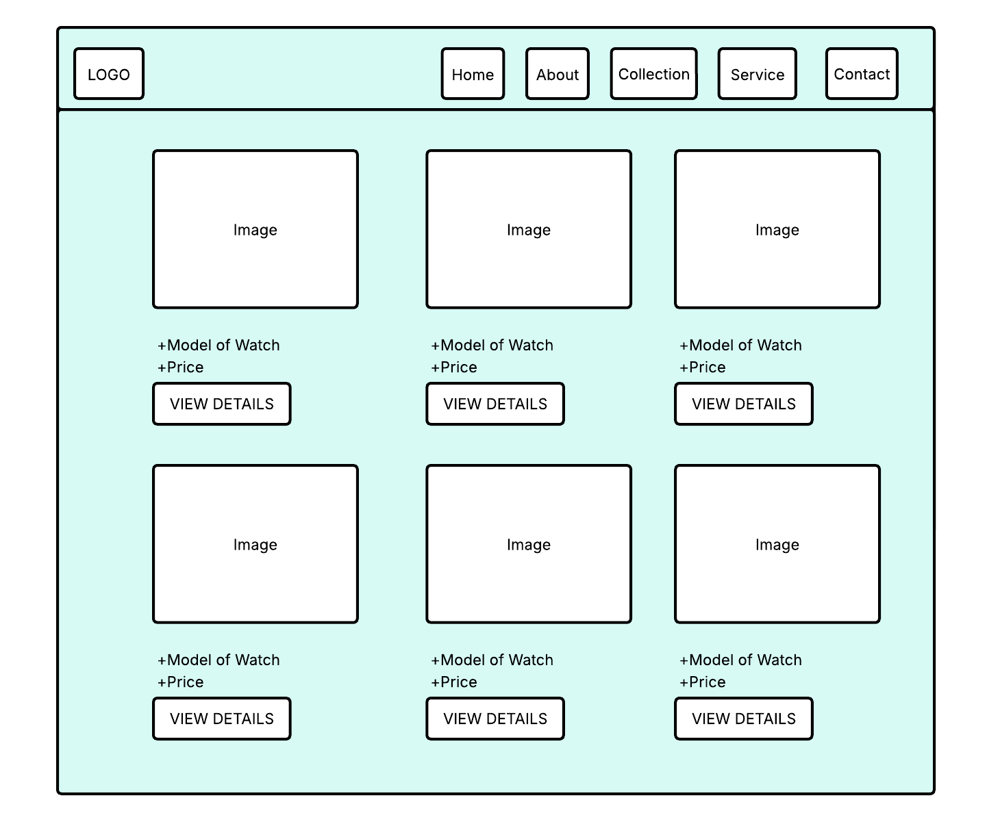 LOGO
Home
About
Collection
Service
Contact
Image
Image
Image
+Model of Watch
+Price
VIEW DETAILS
+Model of Watch
+Price
VIEW DETAILS
+Model of Watch
+Price
VIEW DETAILS
Image
Image
Image
+Model of Watch
+Price
VIEW DETAILS
+Model of Watch
+Price
VIEW DETAILS
+Model of Watch
+Price
VIEW DETAILS